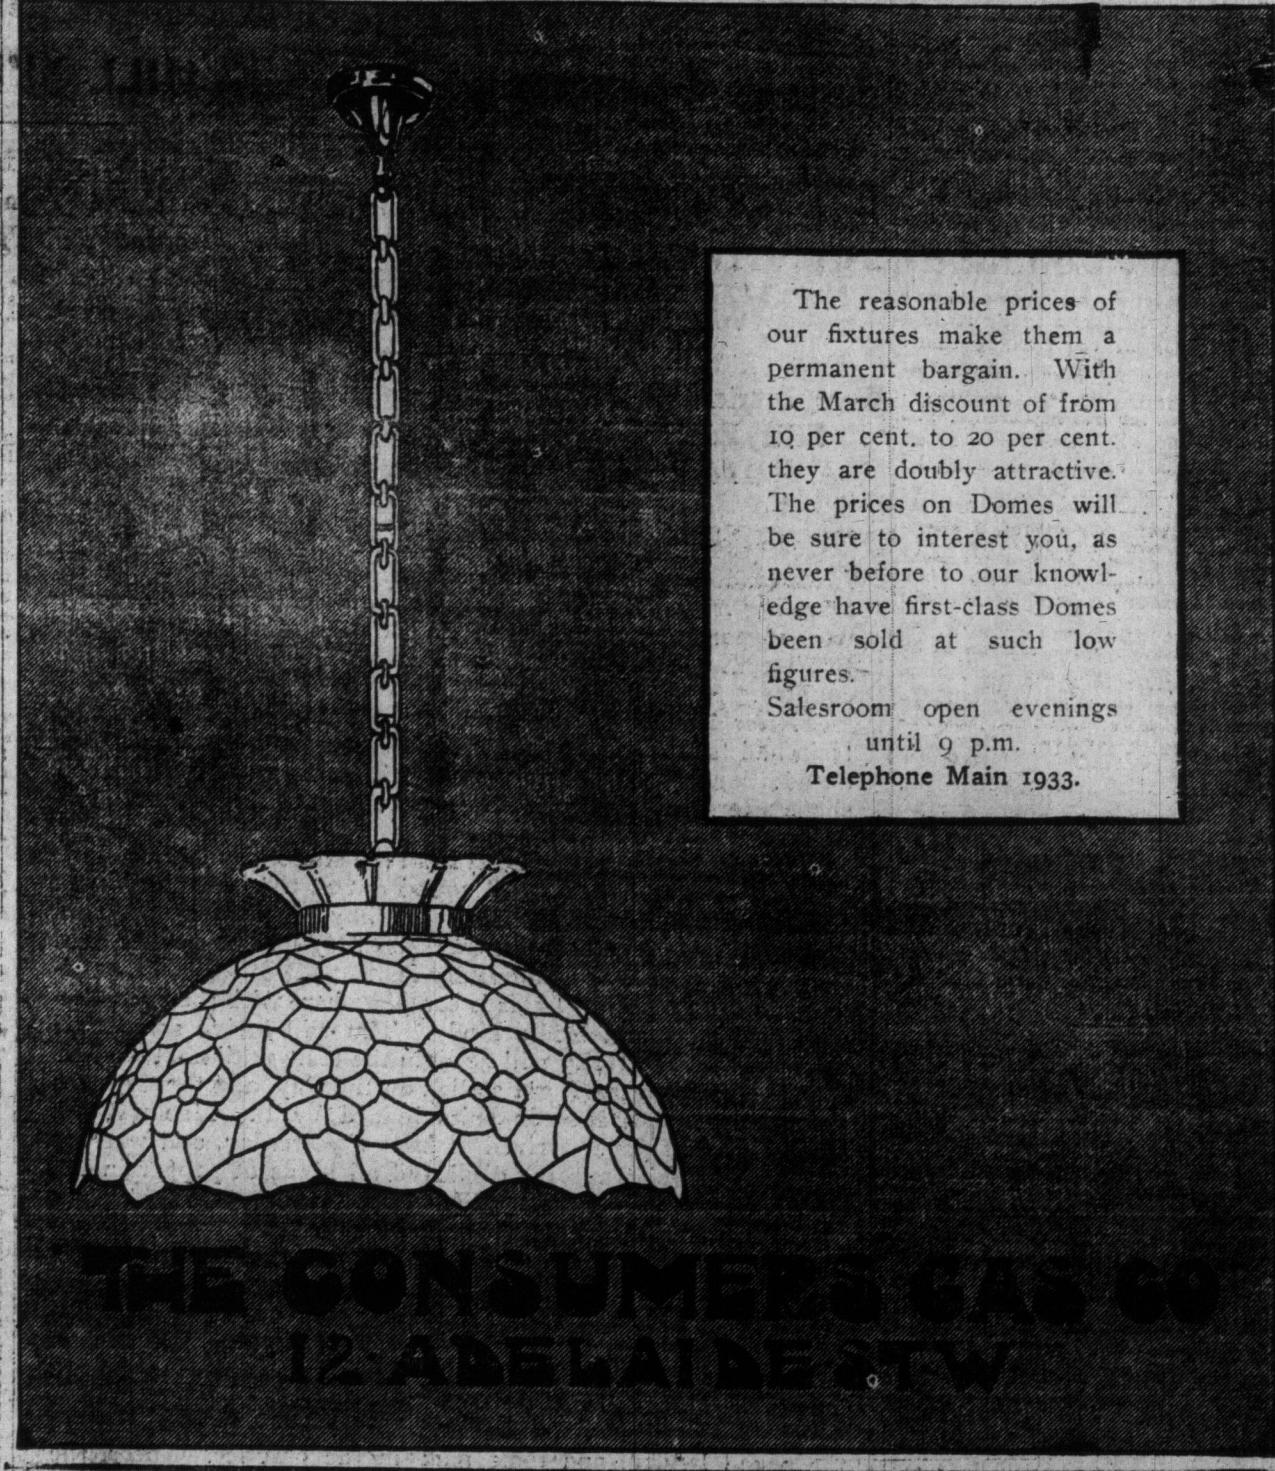 The reasonable prices of
our fixtures make them a
permanent bargain. With
the March discount of from
10 per cent. to 20 per cent.
they are doubly attractive.
The prices on Domes will
be sure to interest you, as
never before to our knowl-
edge have first-class Domes
been sold at such low
figures.
Salesroom open evenings
until 9 p.m.
Telephone Main 1933.
THE CONSUMERS GAS CO
12 ADELAIDE ST W